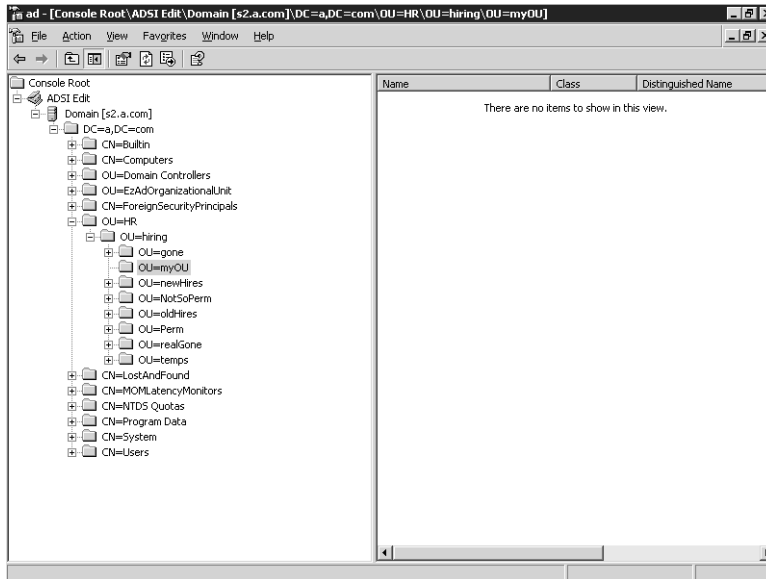 ad - [Console Root\ADSI Edit\Domain [s2.a.com]\DC=a,DC=com\OU=HR\OU=hiring\OU=myOU]
File Action View Favorites Window Help
Console Root
ADSI Edit
Domain [s2.a.com]
DC=a,DC=com
CN=Builtin
CN=Computers
OU=Domain Controllers
OU=EzAdOrganizationalUnit
CN=ForeignSecurityPrincipals
OU=HR
OU=hiring
OU=gone
OU=myOU
OU=newHires
OU=NotSoPerm
OU=oldHires
OU=Perm
OU=realGone
OU=temps
CN=LostAndFound
CN=MOMLatencyMonitors
CN=NTDS Quotas
CN=Program Data
CN=System
CN=Users
Name Class Distinguished Name
There are no items to show in this view.